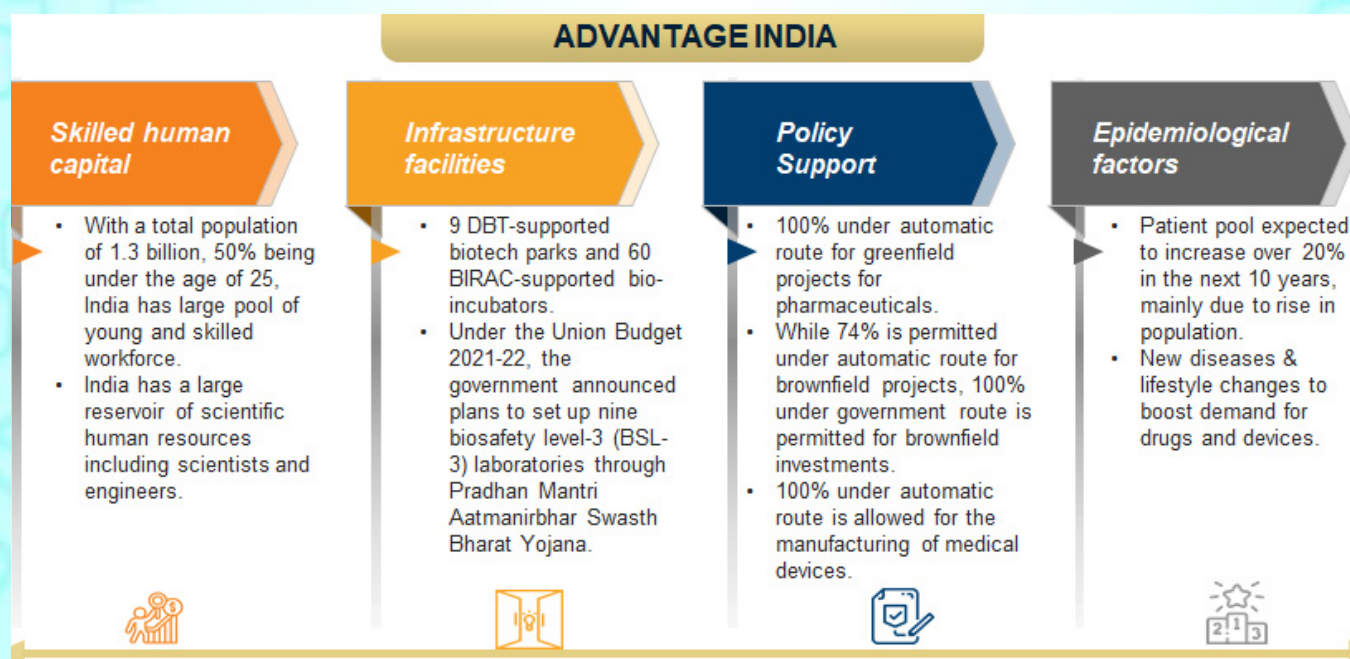 ADVANTAGE INDIA
Skilled human
capital
• With a total population
of 1.3 billion, 50% being
under the age of 25,
India has large pool of
young and skilled
workforce.
• India has a large
reservoir of scientific
human resources
including scientists and
engineers.
Infrastructure
facilities
• 9 DBT-supported
biotech parks and 60
BIRAC-supported bio-
incubators.
• Under the Union Budget
2021-22, the
government announced
plans to set up nine
biosafety level-3 (BSL-
3) laboratories through
Pradhan Mantri
Aatmanirbhar Swasth
Bharat Yojana.
Policy
Support
• 100% under automatic
route for greenfield
projects for
pharmaceuticals.
• While 74% is permitted
under automatic route for
brownfield projects, 100%
under government route is
permitted for brownfield
investments.
• 100% under automatic
route is allowed for the
manufacturing of medical
devices.
Epidemiological
factors
• Patient pool expected
to increase over 20%
in the next 10 years,
mainly due to rise in
population.
• New diseases &
lifestyle changes to
boost demand for
drugs and devices.
$
2 1 3